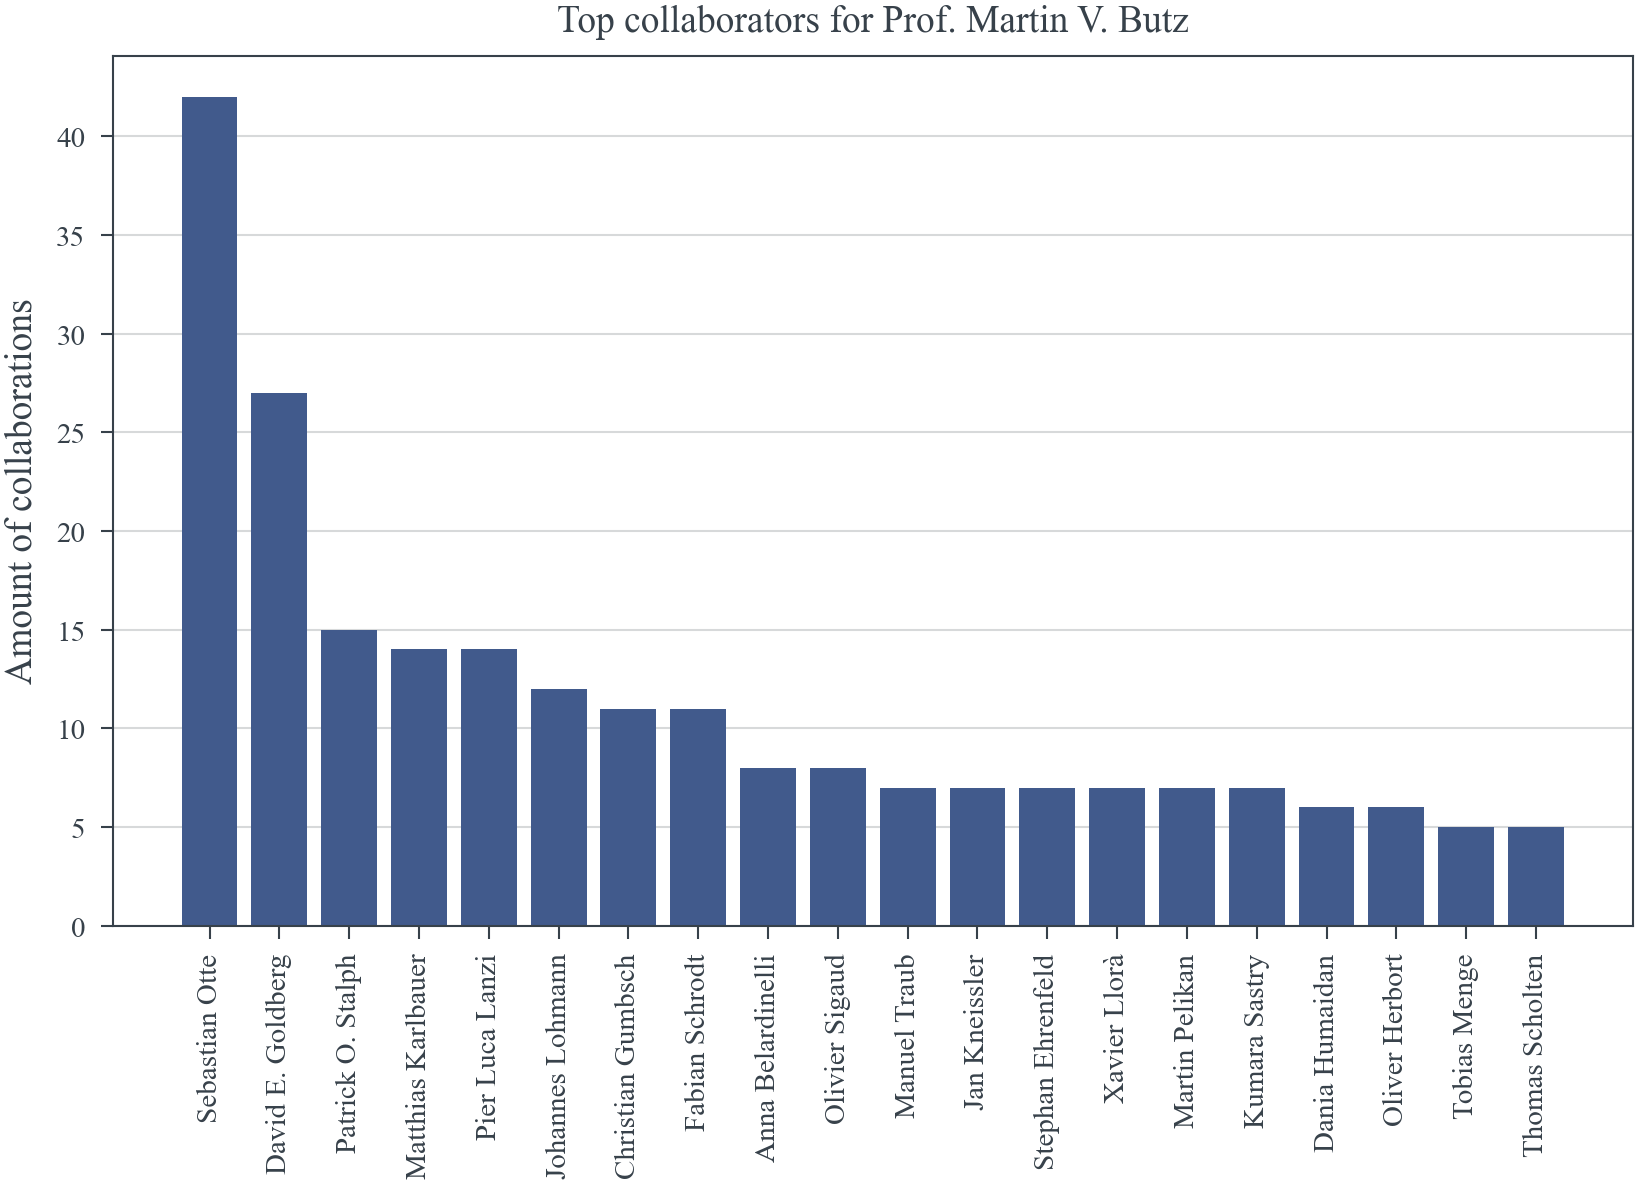 Top collaborators for Prof. Martin V. Butz
Amount of collaborations
40
35
30
25
20
15
10
5
0
Sebastian Otte
David E. Goldberg
Patrick O. Stalph
Matthias Karlbauer
Pier Luca Lanzi
Johannes Lohmann
Christian Gumbsch
Fabian Schrodt
Anna Belardinelli
Olivier Sigaud
Manuel Traub
Jan Kneissler
Stephan Ehrenfeld
Xavier Llorà
Martin Pelikan
Kumara Sastry
Dania Humaidan
Oliver Herbort
Tobias Menge
Thomas Scholten